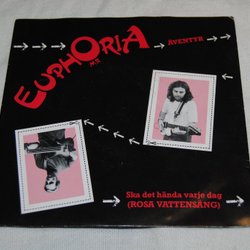 EUPHORIA
ÄVENTYR
Ska det hända varje dag
(ROSA VATTENSÅNG)